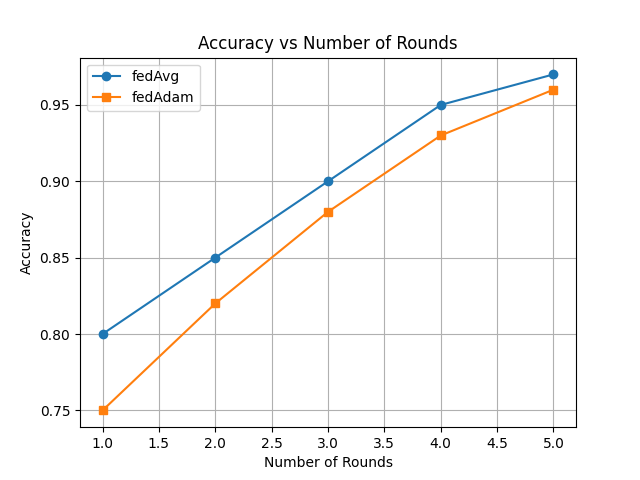 Accuracy vs Number of Rounds
fedAvg
fedAdam
0.95
0.90
0.85
0.80
0.75
Accuracy
1.0 1.5 2.0 2.5 3.0 3.5 4.0 4.5 5.0
Number of Rounds